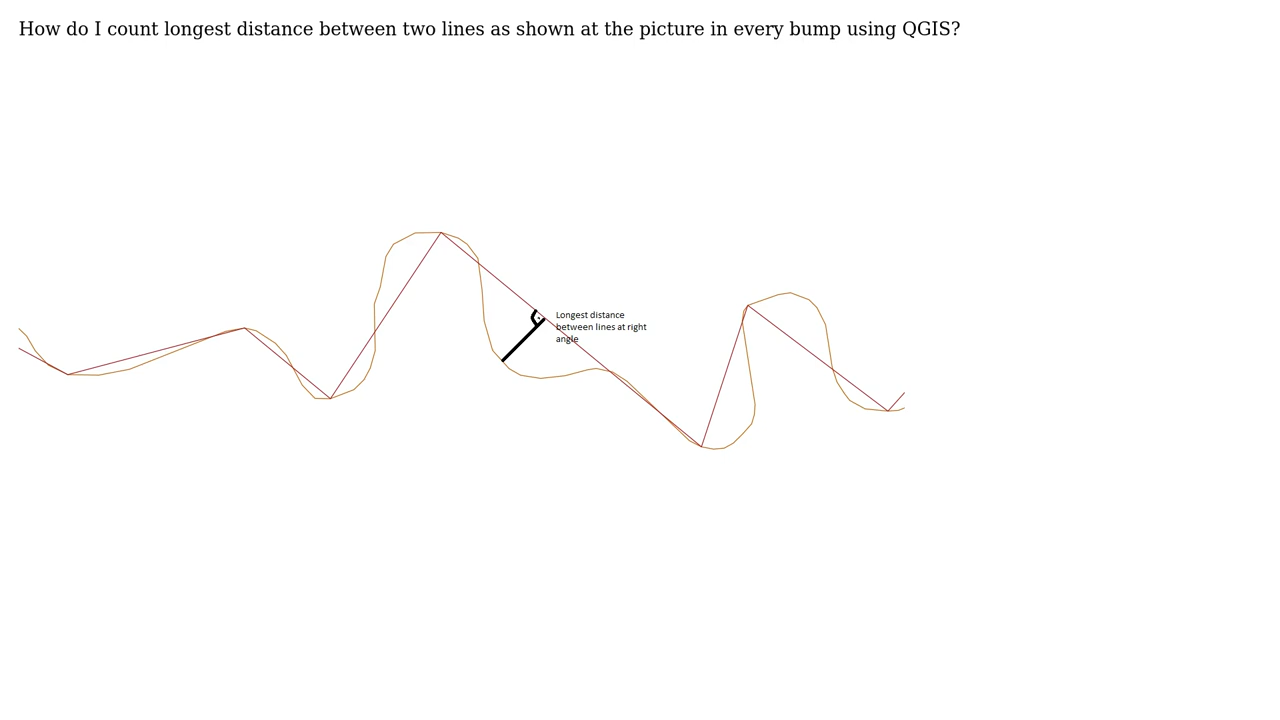 How do I count longest distance between two lines as shown at the picture in every bump using QGIS?
Longest distance
between lines at right
angle